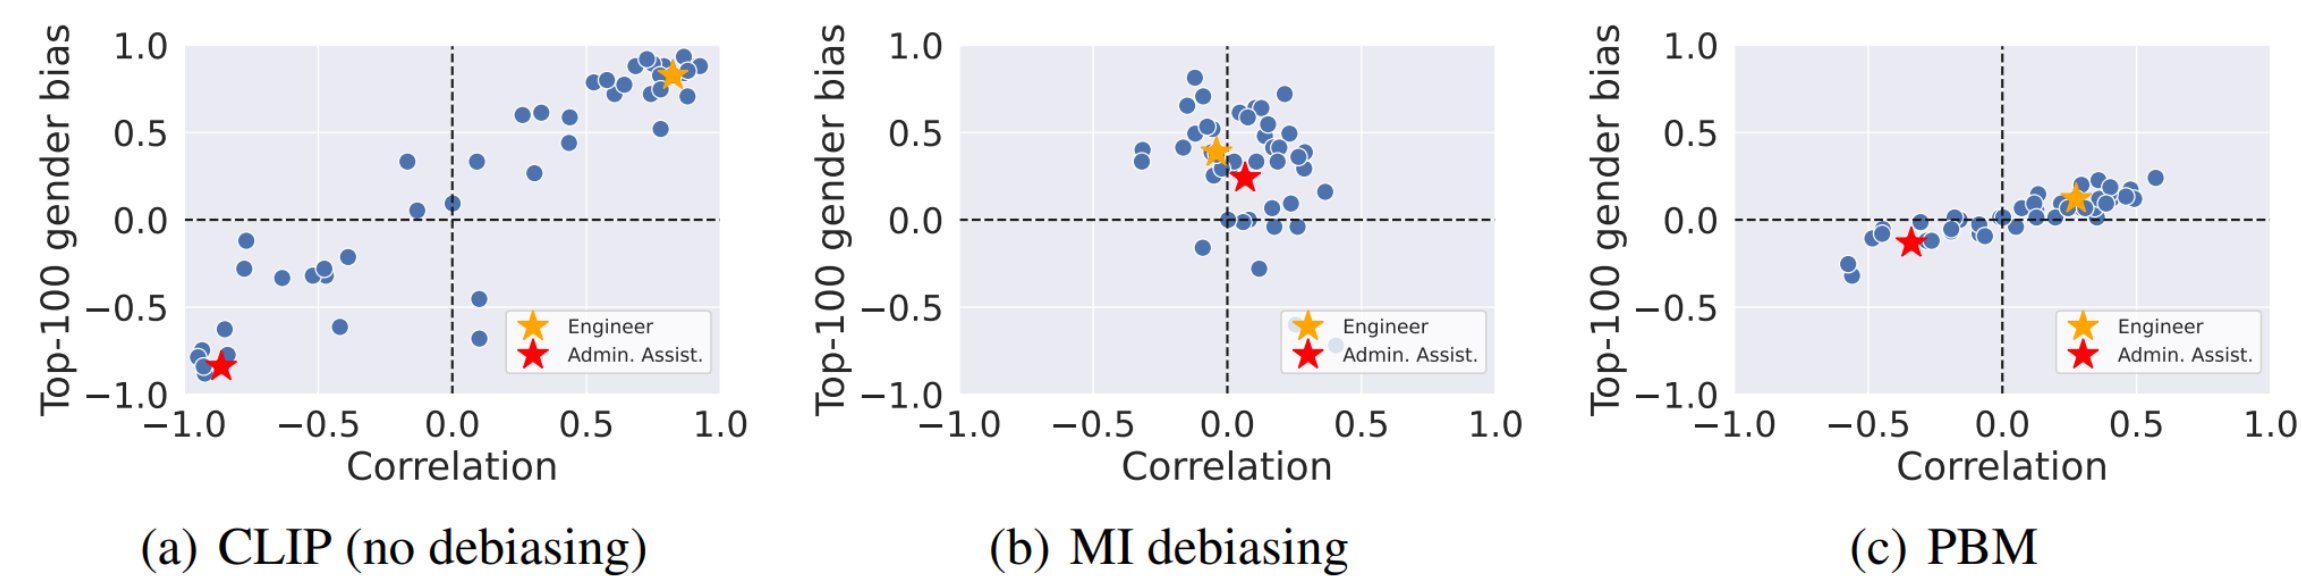 Top-100 gender bias
1.0
0.5
0.0
−0.5
−1.0
−1.0 −0.5 0.0 0.5 1.0
Correlation
Engineer
Admin. Assist.
(a) CLIP (no debiasing)
Top-100 gender bias
1.0
0.5
0.0
−0.5
−1.0
−1.0 −0.5 0.0 0.5 1.0
Correlation
Engineer
Admin. Assist.
(b) MI debiasing
Top-100 gender bias
1.0
0.5
0.0
−0.5
−1.0
−1.0 −0.5 0.0 0.5 1.0
Correlation
Engineer
Admin. Assist.
(c) PBM